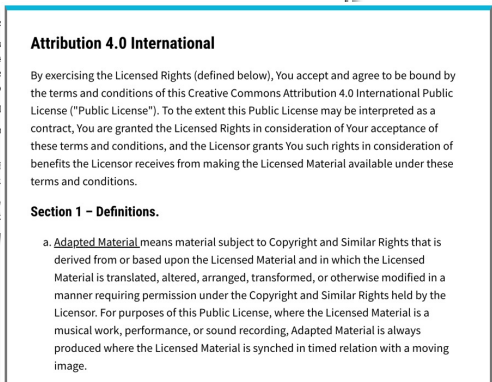 Attribution 4.0 International
By exercising the Licensed Rights (defined below), You accept and agree to be bound by
the terms and conditions of this Creative Commons Attribution 4.0 International Public
License ("Public License"). To the extent this Public License may be interpreted as a
contract, You are granted the Licensed Rights in consideration of Your acceptance of
these terms and conditions, and the Licensor grants You such rights in consideration of
benefits the Licensor receives from making the Licensed Material available under these
terms and conditions.
Section 1 – Definitions.
a. Adapted Material means material subject to Copyright and Similar Rights that is
derived from or based upon the Licensed Material and in which the Licensed
Material is translated, altered, arranged, transformed, or otherwise modified in a
manner requiring permission under the Copyright and Similar Rights held by the
Licensor. For purposes of this Public License, where the Licensed Material is a
musical work, performance, or sound recording, Adapted Material is always
produced where the Licensed Material is synched in timed relation with a moving
image.